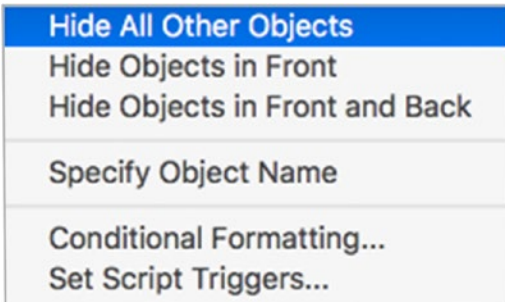 Hide All Other Objects
Hide Objects in Front
Hide Objects in Front and Back
Specify Object Name
Conditional Formatting...
Set Script Triggers...